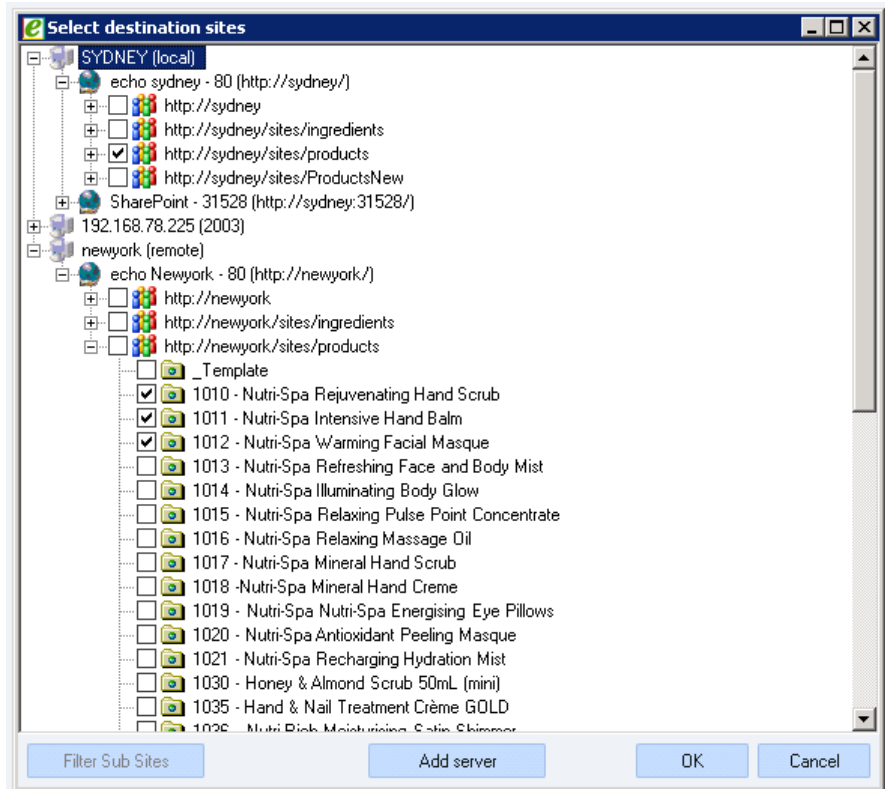 Select destination sites
SYDNEY (local)
echo sydney - 80 (http://sydney/)
http://sydney
http://sydney/sites/ingredients
http://sydney/sites/products
http://sydney/sites/ProductsNew
SharePoint - 31528 (http://sydney:31528/)
192.168.78.225 (2003)
newyork (remote)
echo Newyork - 80 (http://newyork/)
http://newyork
http://newyork/sites/ingredients
http://newyork/sites/products
_Template
1010 - Nutri-Spa Rejuvenating Hand Scrub
1011 - Nutri-Spa Intensive Hand Balm
1012 - Nutri-Spa Warming Facial Masque
1013 - Nutri-Spa Refreshing Face and Body Mist
1014 - Nutri-Spa Illuminating Body Glow
1015 - Nutri-Spa Relaxing Pulse Point Concentrate
1016 - Nutri-Spa Relaxing Massage Oil
1017 - Nutri-Spa Mineral Hand Scrub
1018 -Nutri-Spa Mineral Hand Creme
1019 - Nutri-Spa Nutri-Spa Energising Eye Pillows
1020 - Nutri-Spa Antioxidant Peeling Masque
1021 - Nutri-Spa Recharging Hydration Mist
1030 - Honey & Almond Scrub 50mL (mini)
1035 - Hand & Nail Treatment Crème GOLD
1036 - Nutri Rich Moisturising Satin Shimmer
Filter Sub Sites Add server OK Cancel